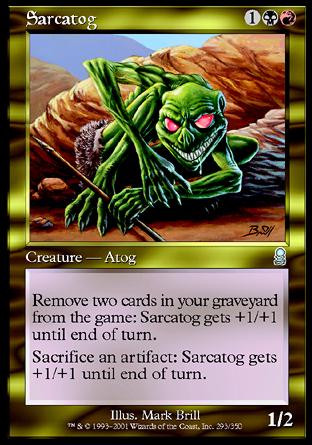 Sarcatog 1
Brill
Creature — Atog
Remove two cards in your graveyard
from the game: Sarcatog gets +1/+1
until end of turn.
Sacrifice an artifact: Sarcatog gets
+1/+1 until end of turn.
Illus. Mark Brill
™ & © 1993–2001 Wizards of the Coast, Inc. 293/350
1/2